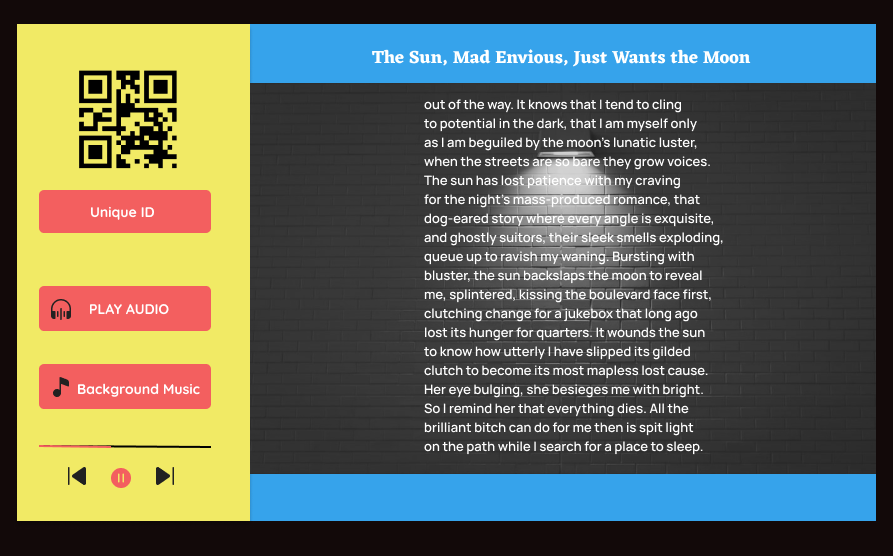 The Sun, Mad Envious, Just Wants the Moon
out of the way. It knows that I tend to cling
to potential in the dark, that I am myself only
as I am beguiled by the moon's lunatic luster,
when the streets are so bare they grow voices.
The sun has lost patience with my craving
for the night's mass-produced romance, that
dog-eared story where every angle is exquisite,
and ghostly suitors, their sleek smells exploding,
queue up to ravish my waning. Bursting with
bluster, the sun backslaps the moon to reveal
me, splintered, kissing the boulevard face first,
clutching change for a jukebox that long ago
lost its hunger for quarters. It wounds the sun
to know how utterly I have slipped its gilded
clutch to become its most mapless lost cause.
Her eye bulging, she besieges me with bright.
So I remind her that everything dies. All the
brilliant bitch can do for me then is spit light
on the path while I search for a place to sleep.
Unique ID
PLAY AUDIO
Background Music